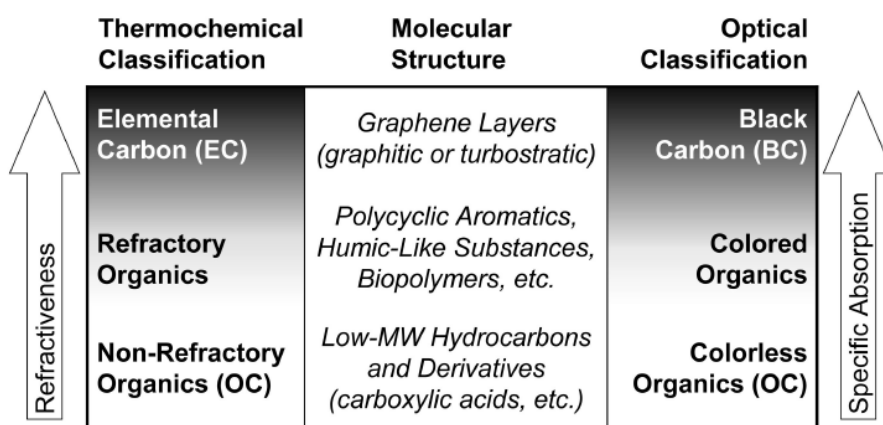 Thermochemical
Classification
Molecular
Structure
Optical
Classification
Refractiveness
Elemental
Carbon (EC)
Graphene Layers
(graphitic or turbostratic)
Black
Carbon (BC)
Refractory
Organics
Polycyclic Aromatics,
Humic-Like Substances,
Biopolymers, etc.
Colored
Organics
Non-Refractory
Organics (OC)
Low-MW Hydrocarbons
and Derivatives
(carboxylic acids, etc.)
Colorless
Organics (OC)
Specific Absorption